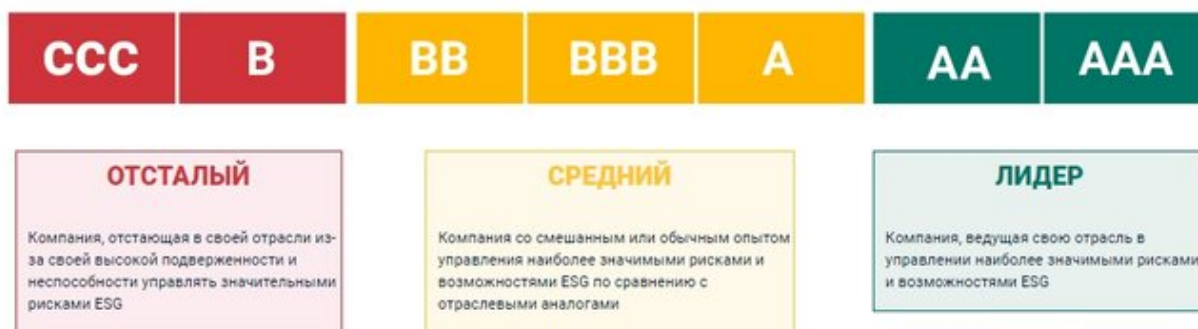 CCC B BB BBB A AA AAA
ОТСТАЛЫЙ
Компания, отстающая в своей отрасли из-
за своей высокой подверженности и
неспособности управлять значительными
рисками ESG
СРЕДНИЙ
Компания со смешанным или обычным опытом
управления наиболее значимыми рисками и
возможностями ESG по сравнению с
отраслевыми аналогами
ЛИДЕР
Компания, ведущая свою отрасль в
управлении наиболее значимыми рисками
и возможностями ESG